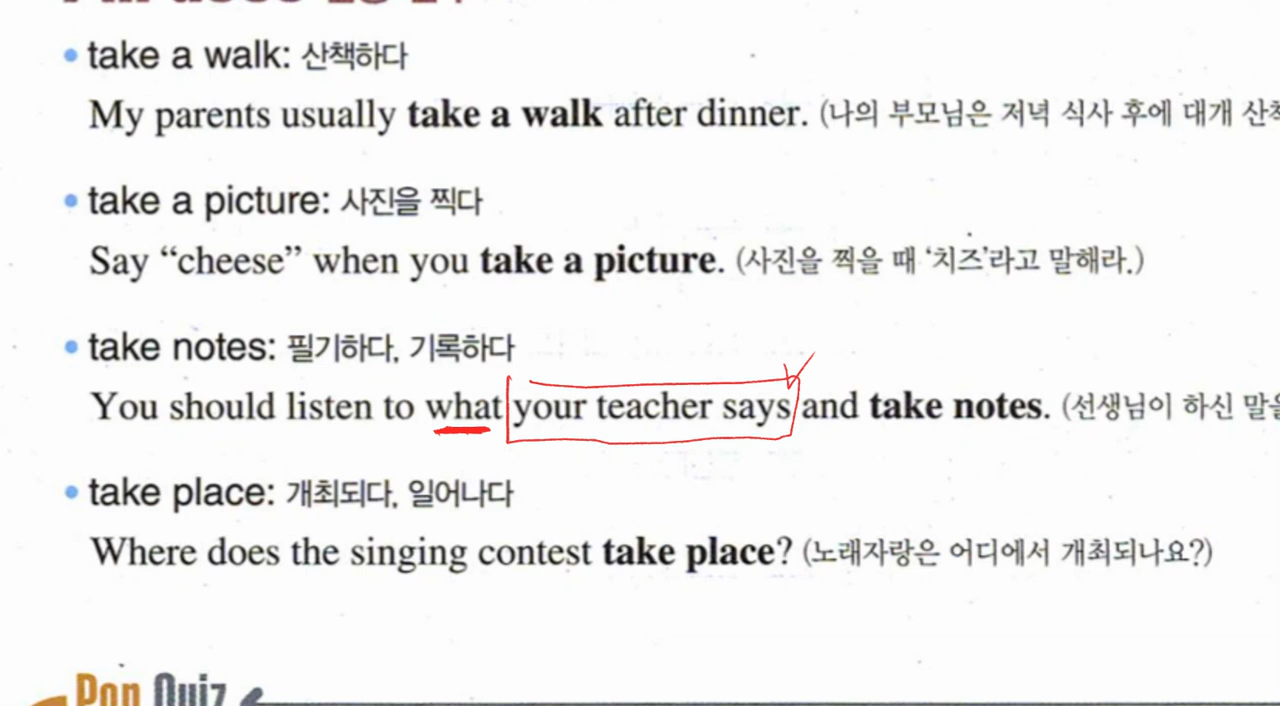 take a walk: 산책하다
My parents usually take a walk after dinner. (나의 부모님은 저녁 식사 후에 대개
take a picture: 사진을 찍다
Say “cheese” when you take a picture. (사진을 찍을 때 ‘치즈’라고 말해라.)
take notes: 필기하다, 기록하다
You should listen to what your teacher says and take notes. (선생님이 하신 말을
take place: 개최되다, 일어나다
Where does the singing contest take place? (노래자랑은 어디에서 개최되나요?)
Pop Quiz